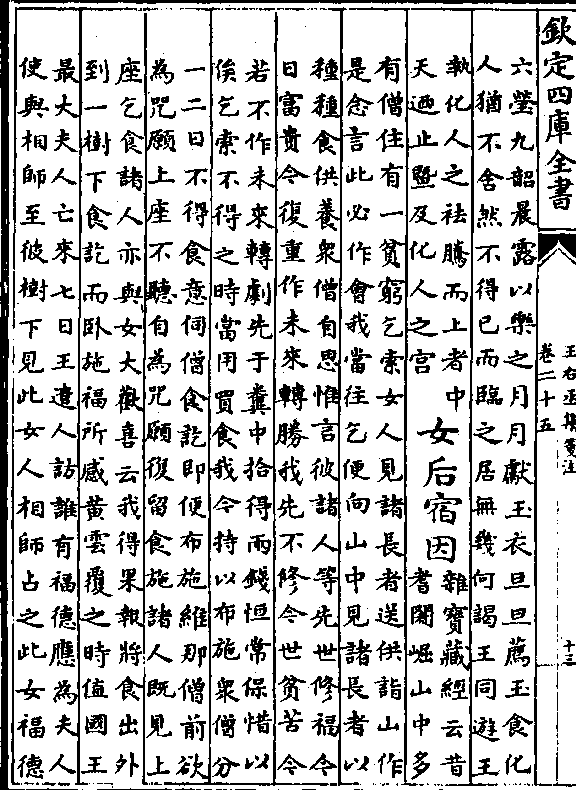 欽定四庫全書
王右丞集箋注
卷二十五
十三
六瑩九韶晨露以樂之月月獻玉衣旦旦薦玉食化
人猶不舍然不得已而臨之居無幾何謁王同遊王
執化人之袪騰而上者中
天迺止暨及化人之宮
女后宿因
雜寶藏經云昔
耆闍崛山中多
有僧住有一貧窮乞索女人見諸長者送供詣山作
是念言此必作會我當往乞便向山中見諸長者以
種種食供養衆僧自思惟言彼諸人等先世修福今
日富貴今復重作未來轉勝我先不修今世貧苦今
若不作未來轉劇先于糞中拾得兩錢恒常保惜以
俟乞索不得之時當用買食我今持以布施衆僧分
一二日不得食意伺僧食訖即便布施維那僧前欲
為咒願上座不聽自為咒願復留食施諸人既見上
座乞食諸人亦與女大歡喜云我得果報將食出外
到一樹下食訖而卧施福所感黃雲覆之時值國王
最大夫人亡來七日王遣人訪誰有福德應為夫人
使與相師至彼樹下見此女人相師占之此女福德